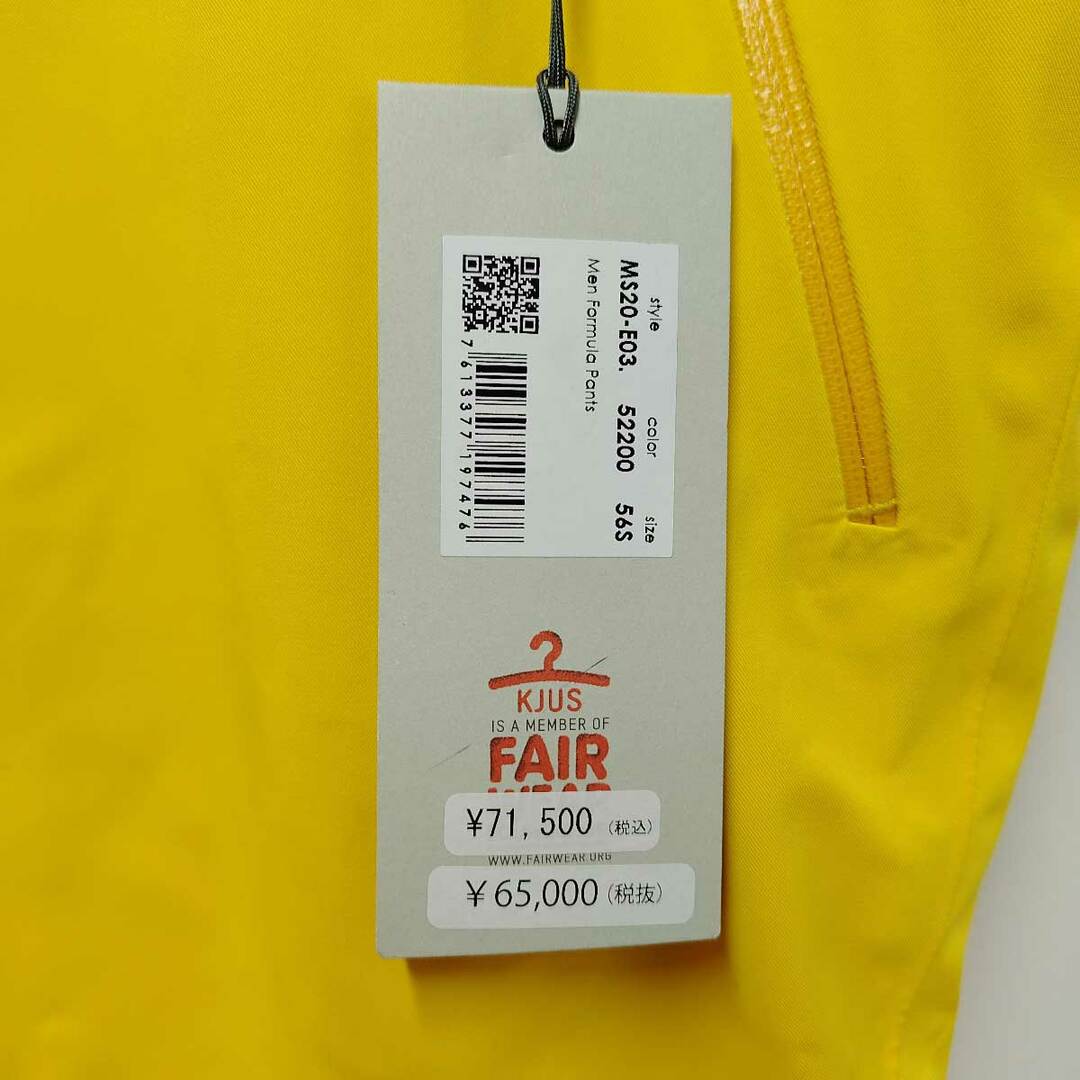 style color size
MS20-E03. 52200 56S
Men Formula Pants
7 613377 197476
KJUS
IS A MEMBER OF
FAIR
WEAR
¥71,500 (税込)
WWW.FAIRWEAR.ORG
¥65,000 (税抜)